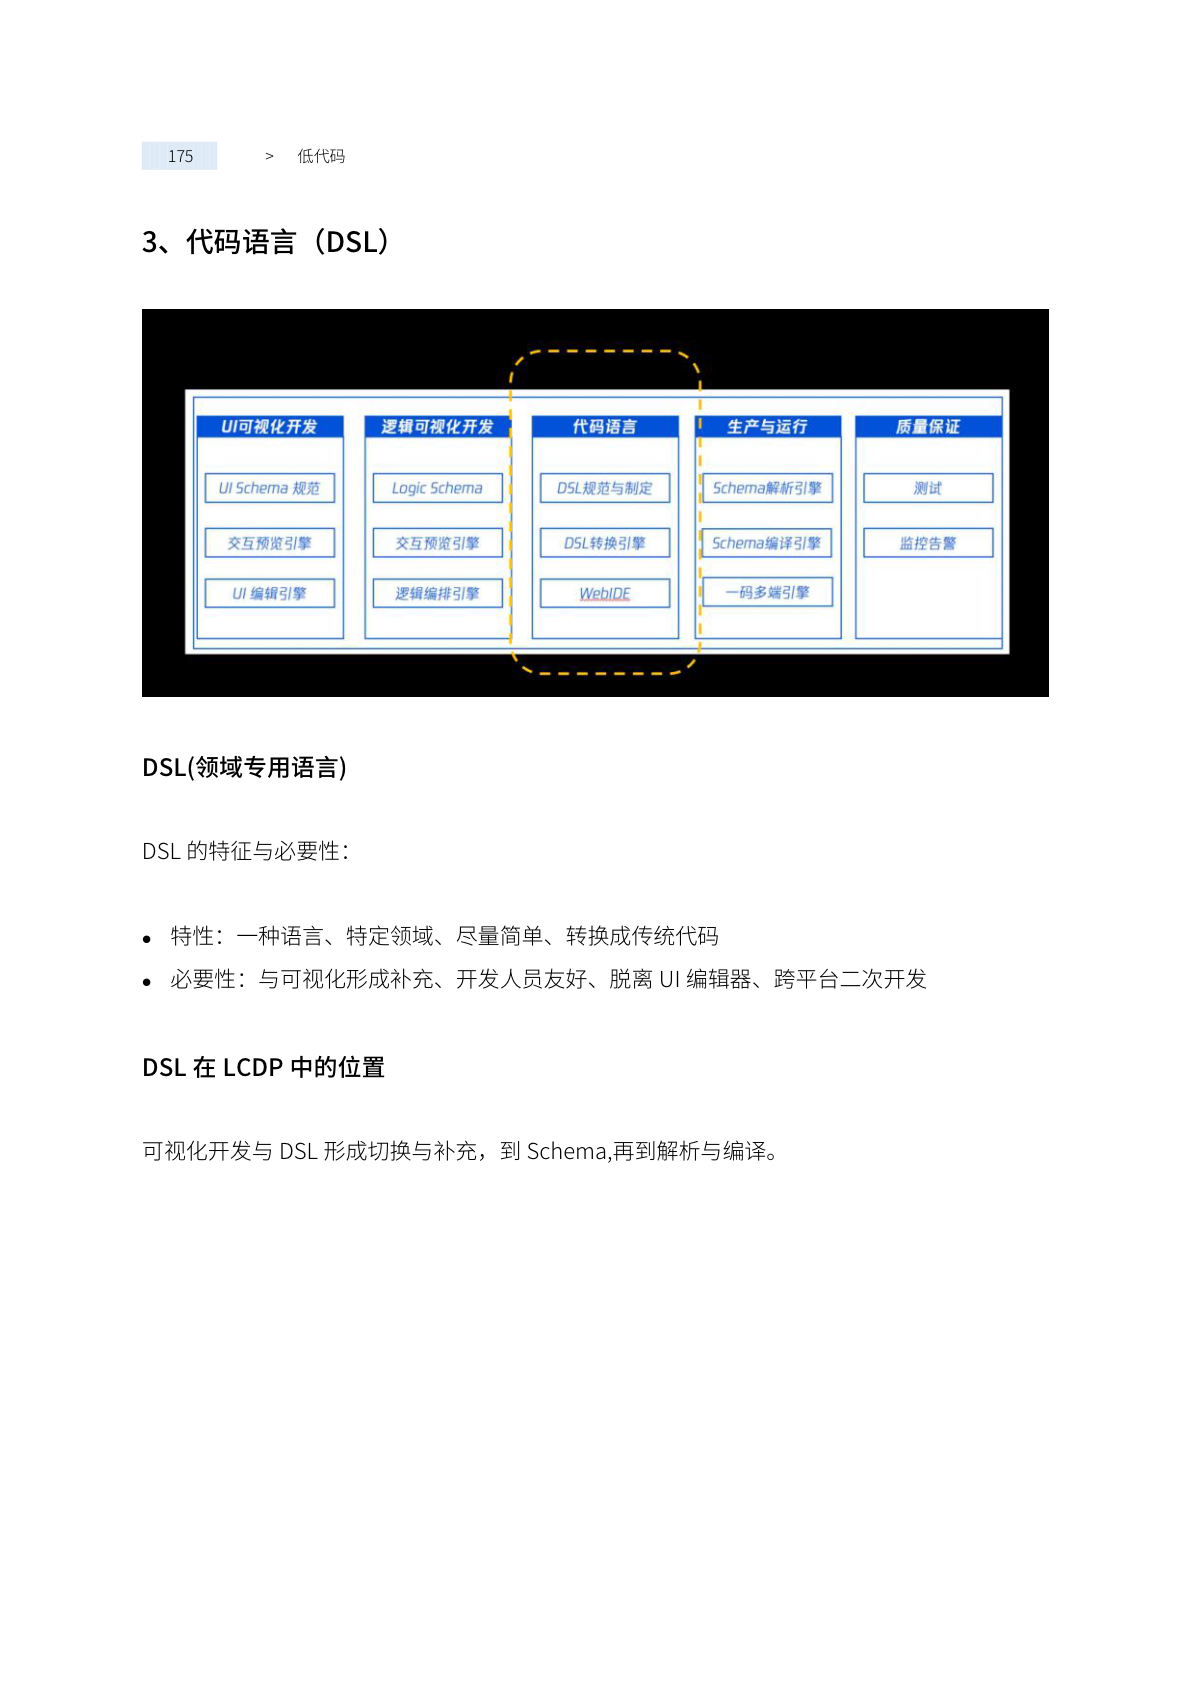 175 > 低代码
3、代码语言（DSL）
UI可视化开发 逻辑可视化开发 代码语言 生产与运行 质量保证
UI Schema 规范 Logic Schema DSL规范与制定 Schema解析引擎 测试
交互预览引擎 交互预览引擎 DSL转换引擎 Schema编译引擎 监控告警
UI 编辑引擎 逻辑编排引擎 WebIDE 一码多端引擎
DSL(领域专用语言)
DSL 的特征与必要性：
● 特性：一种语言、特定领域、尽量简单、转换成传统代码
● 必要性：与可视化形成补充、开发人员友好、脱离 UI 编辑器、跨平台二次开发
DSL 在 LCDP 中的位置
可视化开发与 DSL 形成切换与补充，到 Schema,再到解析与编译。